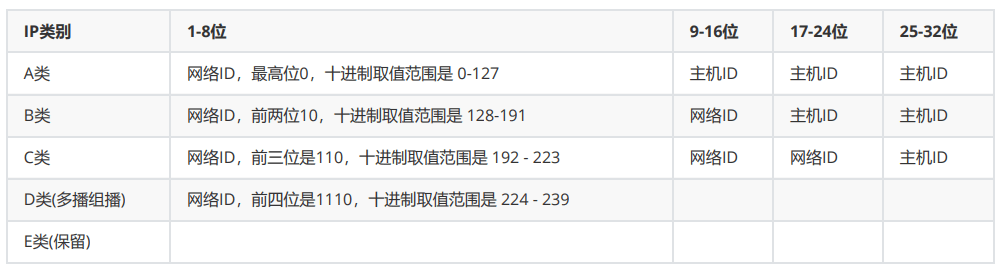 IP类别 1-8位 9-16位 17-24位 25-32位
A类 网络ID，最高位0，十进制取值范围是 0-127 主机ID 主机ID 主机ID
B类 网络ID，前两位10，十进制取值范围是 128-191 网络ID 主机ID 主机ID
C类 网络ID，前三位是110，十进制取值范围是 192 - 223 网络ID 网络ID 主机ID
D类(多播组播) 网络ID，前四位是1110，十进制取值范围是 224 - 239
E类(保留)